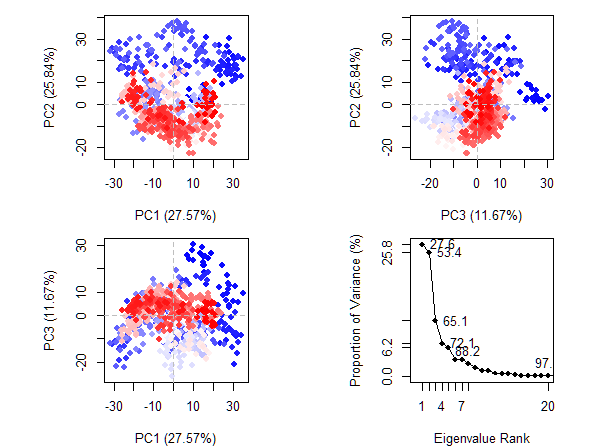 PC2 (25.84%)
-20 0 10 30
-30 -10 10 30
PC1 (27.57%)
PC2 (25.84%)
-20 0 10 30
-20 0 10 30
PC3 (11.67%)
PC3 (11.67%)
-20 0 10 30
-30 -10 10 30
PC1 (27.57%)
Proportion of Variance (%)
0.0 6.2 25.8
27.6
53.4
65.1
72.1
88.2
97.
1 4 7 20
Eigenvalue Rank